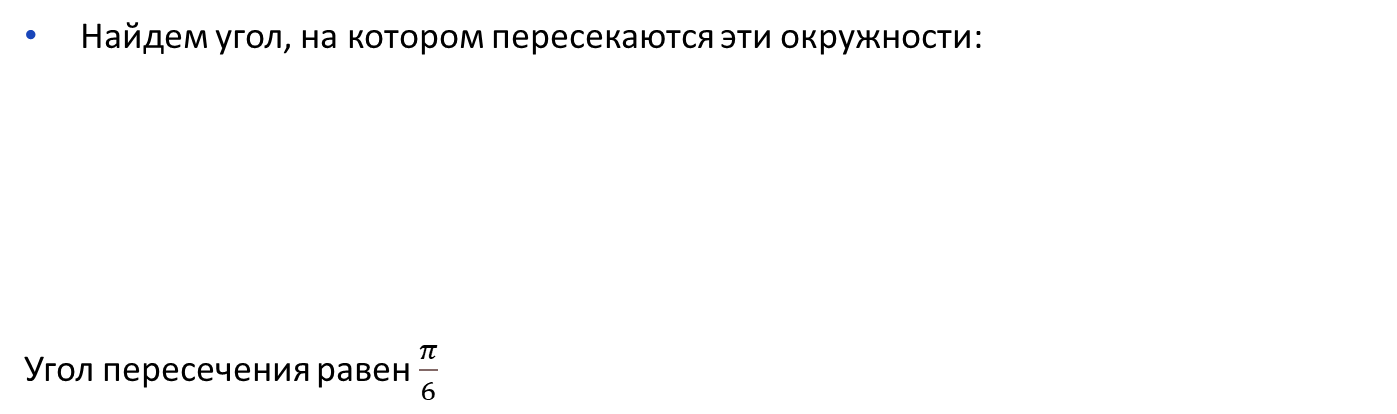 • Найдем угол, на котором пересекаются эти окружности:
Угол пересечения равен π/6